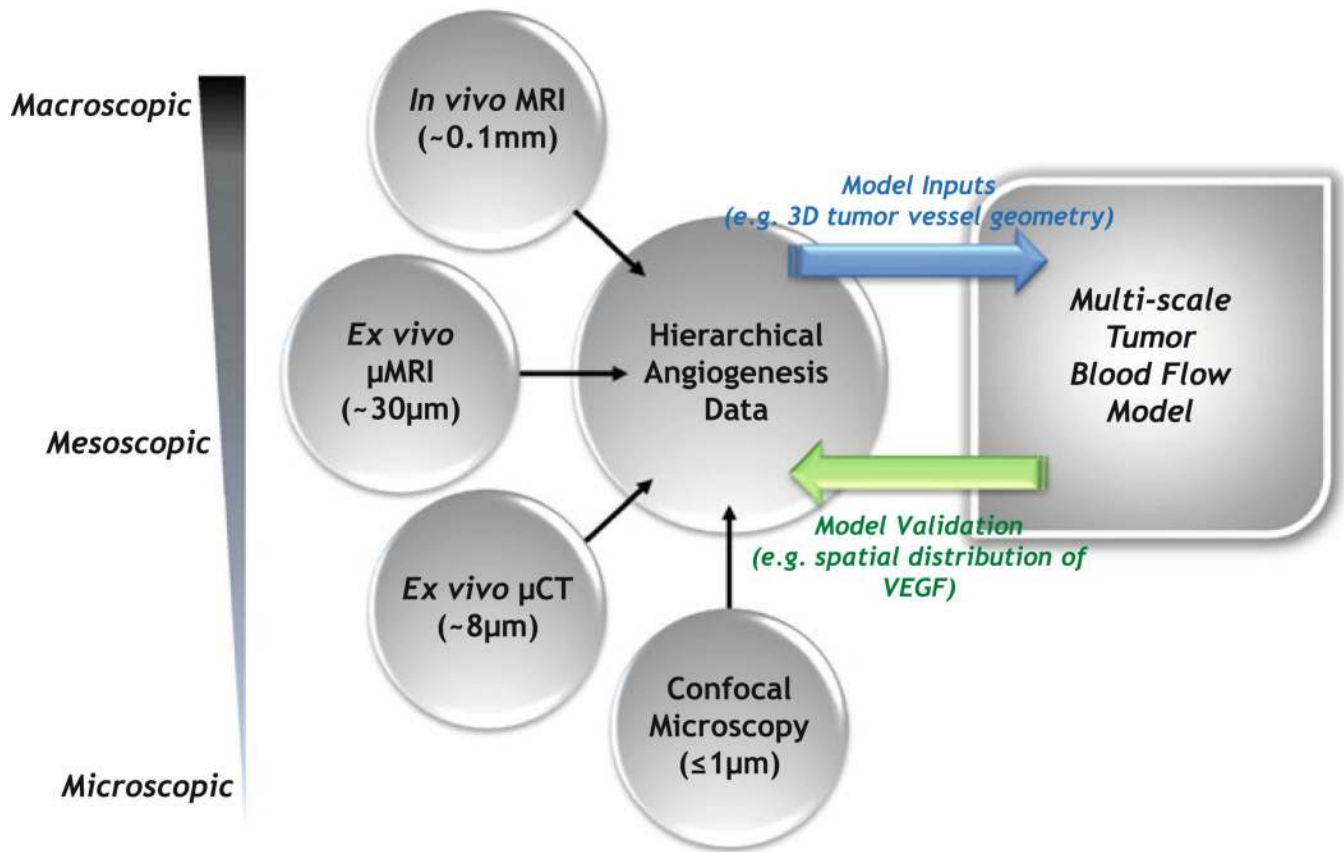 Macroscopic
Mesoscopic
Microscopic
In vivo MRI
(~0.1mm)
Ex vivo
μMRI
(~30μm)
Ex vivo μCT
(~8μm)
Confocal
Microscopy
(≤1μm)
Hierarchical
Angiogenesis
Data
Model Inputs
(e.g. 3D tumor vessel geometry)
Model Validation
(e.g. spatial distribution of
VEGF)
Multi-scale
Tumor
Blood Flow
Model